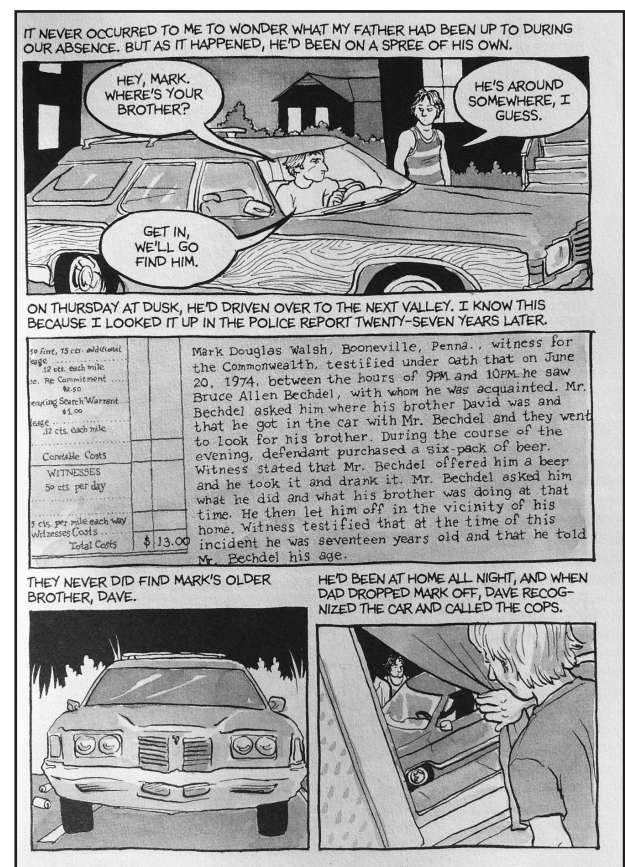 IT NEVER OCCURRED TO ME TO WONDER WHAT MY FATHER HAD BEEN UP TO DURING
OUR ABSENCE. BUT AS IT HAPPENED, HE'D BEEN ON A SPREE OF HIS OWN.
HEY, MARK.
WHERE'S YOUR
BROTHER?
HE'S AROUND
SOMEWHERE, I
GUESS.
GET IN,
WE'LL GO
FIND HIM.
ON THURSDAY AT DUSK, HE'D DRIVEN OVER TO THE NEXT VALLEY. I KNOW THIS
BECAUSE I LOOKED IT UP IN THE POLICE REPORT TWENTY-SEVEN YEARS LATER.
50 first, 75 cts. additional
eage
.12 cts. each mile
Re Commitment
$2.50
Search Warrant
$1.00
leage
.12 cts. each mile
Constable Costs
WITNESSES
50 cts per day
5 cts. per mile each way
Witnesses Costs
Total Costs $ 13.00
Mark Douglas Walsh, Booneville, Penna., witness for
the Commonwealth, testified under oath that on June
20, 1974, between the hours of 9PM and 10PM he saw
Bruce Allen Bechdel, with whom he was acquainted. Mr.
Bechdel asked him where his brother David was and
that he got in the car with Mr. Bechdel and they went
to look for his brother. During the course of the
evening, defendant purchased a six-pack of beer.
Witness stated that Mr. Bechdel offered him a beer
and he took it and drank it. Mr. Bechdel asked him
what he did and what his brother was doing at that
time. He then let him off in the vicinity of his
home. Witness testified that at the time of this
incident he was seventeen years old and that he told
Mr. Bechdel his age.
THEY NEVER DID FIND MARK'S OLDER
BROTHER, DAVE.
HE'D BEEN AT HOME ALL NIGHT, AND WHEN
DAD DROPPED MARK OFF, DAVE RECOG-
NIZED THE CAR AND CALLED THE COPS.